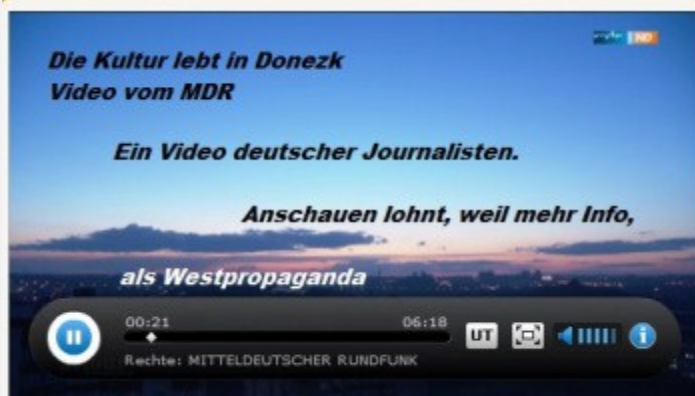 HD
Die Kultur lebt in Donezk
Video vom MDR
Ein Video deutscher Journalisten.
Anschauen lohnt, weil mehr Info,
als Westpropaganda
00:21 06:18
UT
Rechte: MITTELDEUTSCHER RUNDFUNK